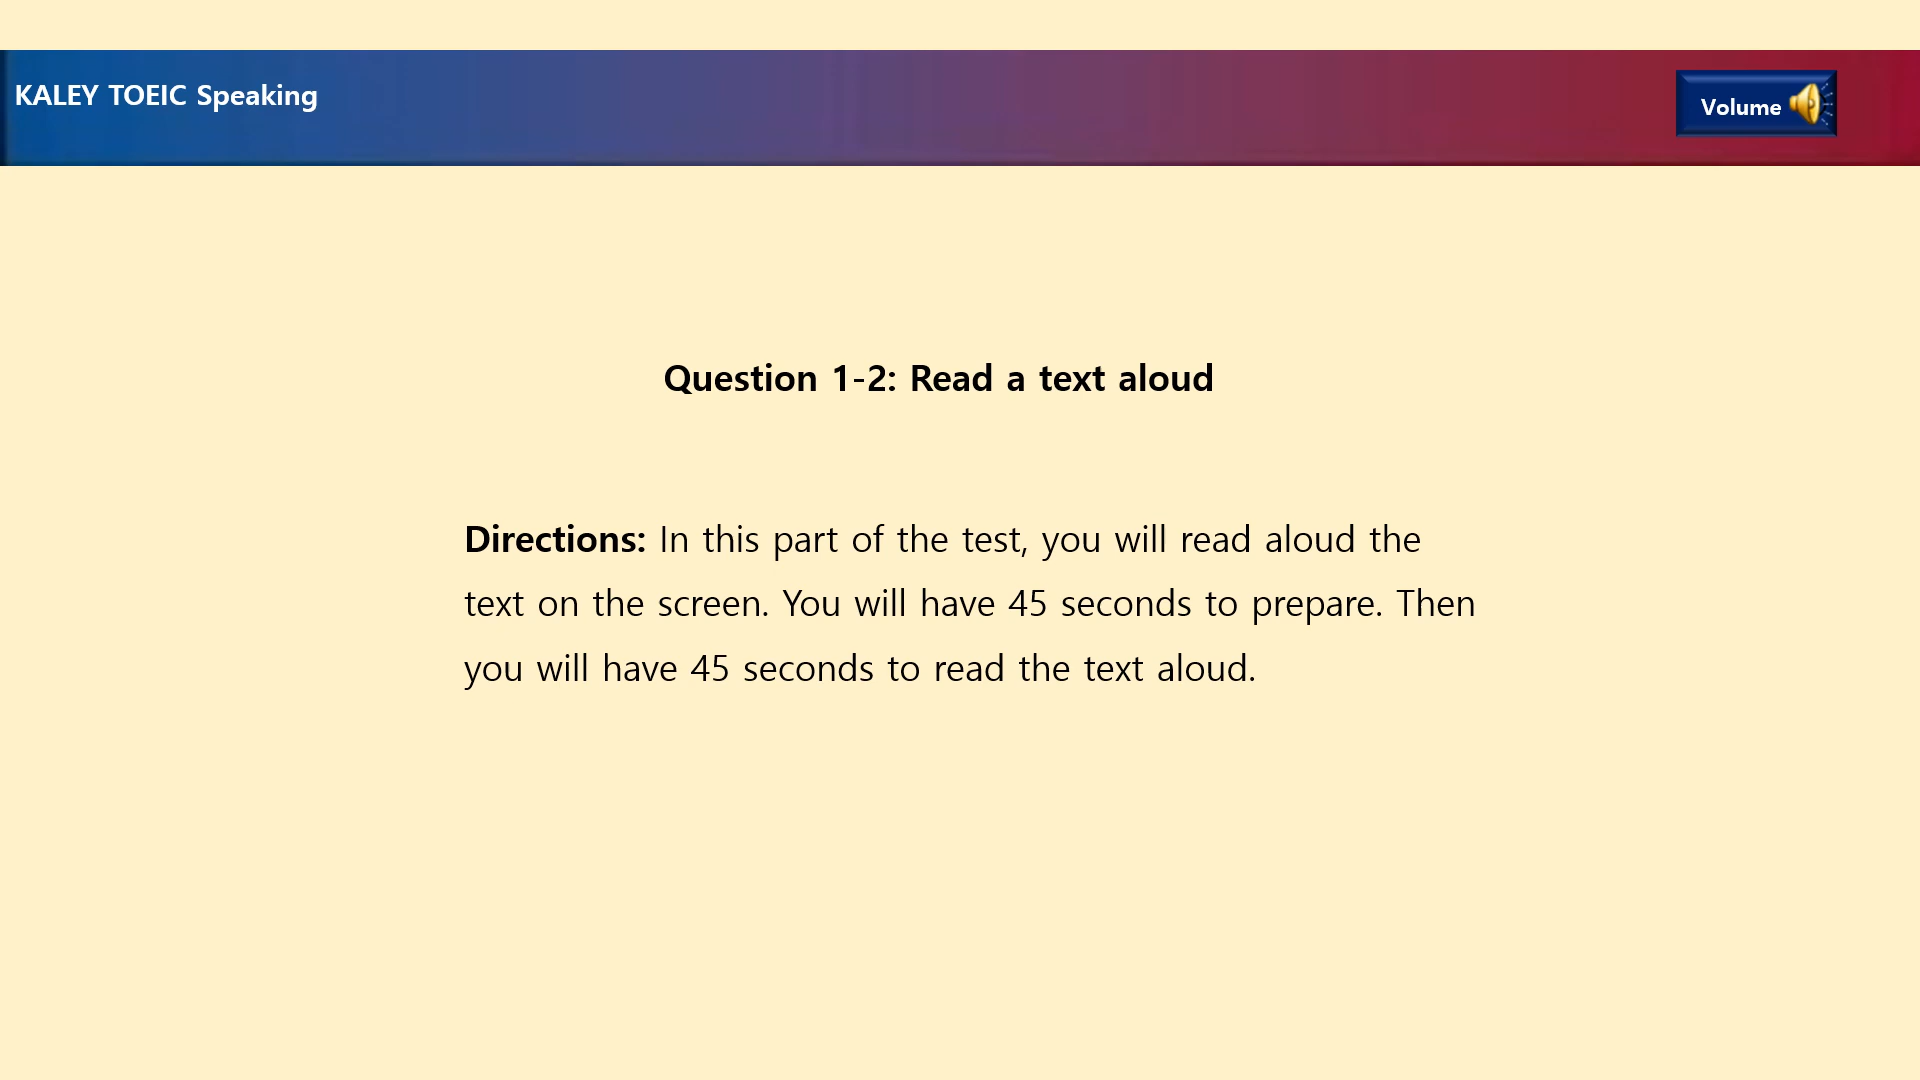 KALEY TOEIC Speaking
Volume
Question 1-2: Read a text aloud
Directions: In this part of the test, you will read aloud the
text on the screen. You will have 45 seconds to prepare. Then
you will have 45 seconds to read the text aloud.